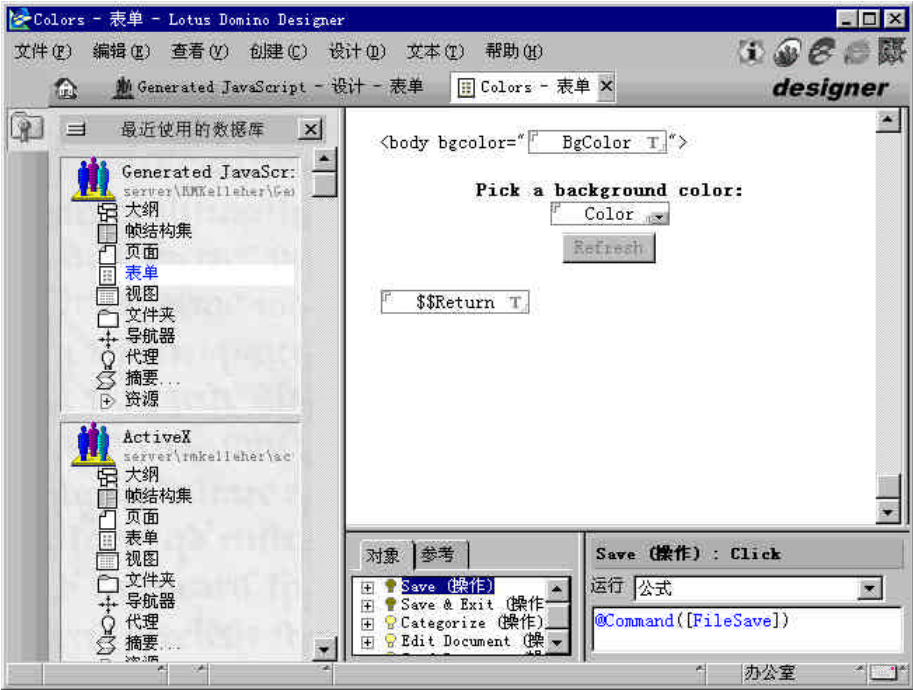 Colors - 表单 - Lotus Domino Designer
文件(F) 编辑(E) 查看(V) 创建(C) 设计(D) 文本(T) 帮助(H)
Generated JavaScript - 设计 - 表单
Colors - 表单
designer
最近使用的数据库
Generated JavaScr:
server\RMKelleher\Ge
大纲
帧结构集
页面
表单
视图
文件夹
导航器
代理
摘要...
资源
ActiveX
server\rmkelleher\ac
大纲
帧结构集
页面
表单
视图
文件夹
导航器
代理
摘要...
<body bgcolor="BgColor T">
Pick a background color:
Color
Refresh
$$Return T
对象 参考
Save (操作)
Save & Exit (操作
Categorize (操作)
Edit Document (操
Save (操作) : Click
运行 公式
@Command([FileSave])
办公室